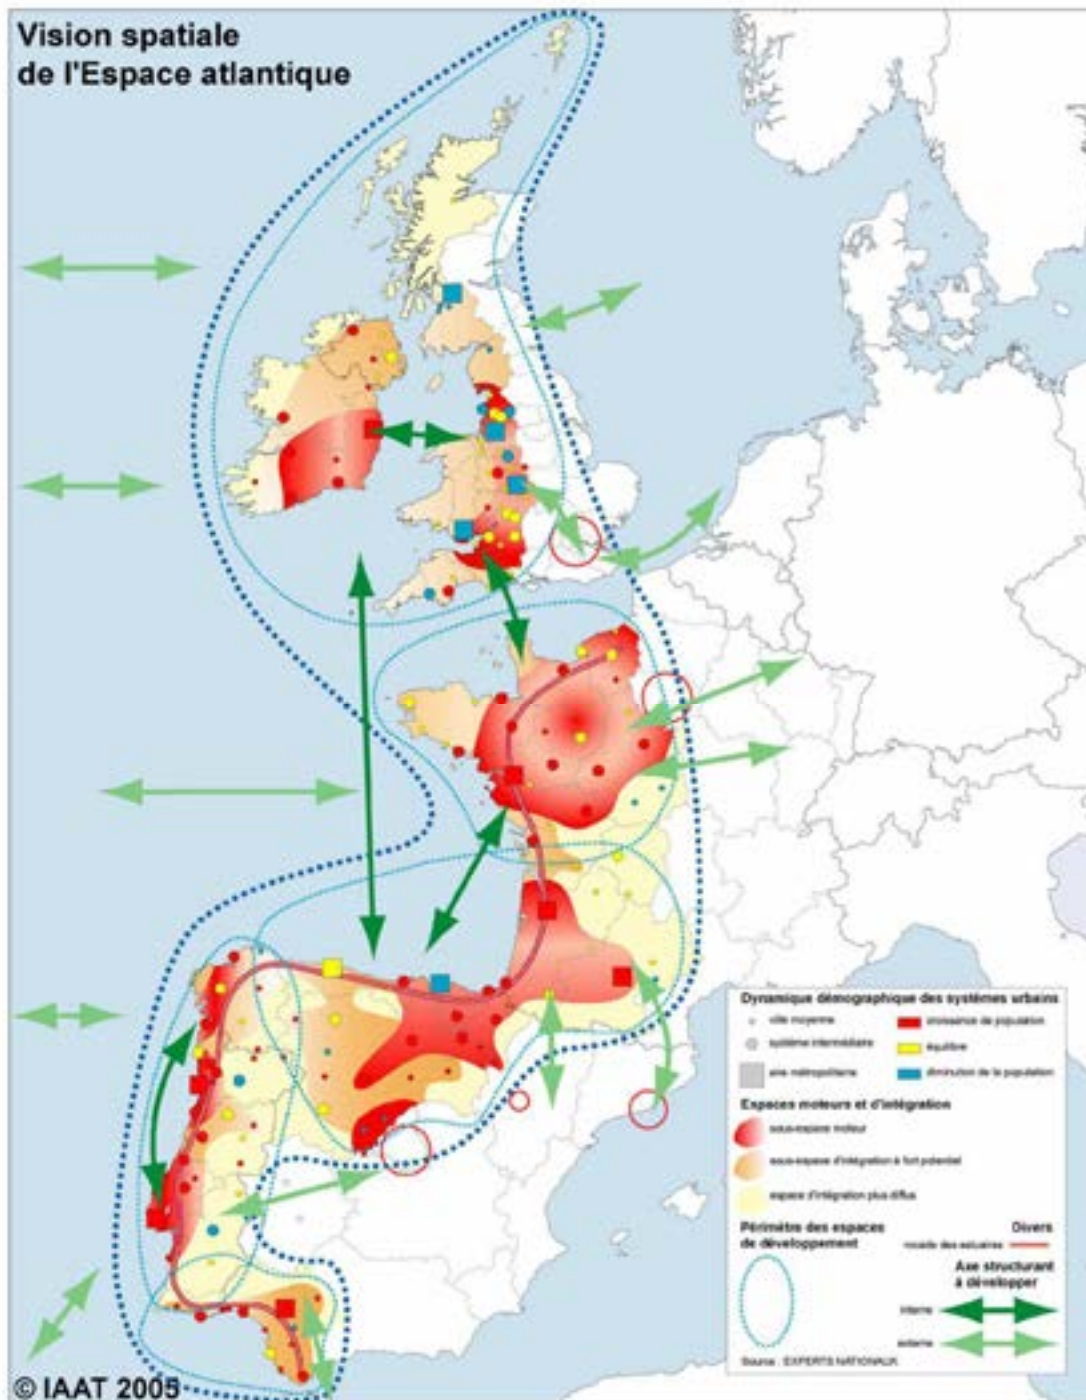 Vision spatiale
de l'Espace atlantique
Dynamique démographique des systèmes urbains
ville moyenne
croissance de population
système intermédiaire
équilibre
aire métropolitaine
diminution de la population
Espaces moteurs et d'intégration
sous-espace moteur
sous-espace d'intégration à fort potentiel
espace d'intégration plus diffus
Périmètre des espaces
de développement
Divers
rocade des estuaires
Axe structurant
à développer
interne
externe
Source : EXPERTS NATIONAUX
© IAAT 2005